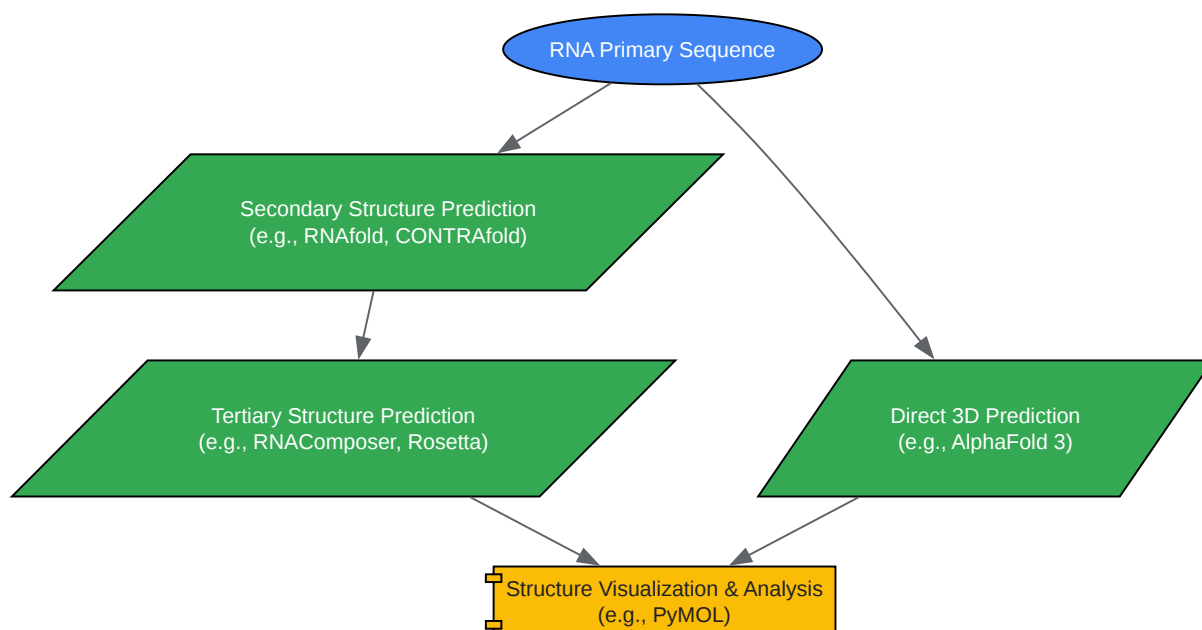 RNA Primary Sequence
Secondary Structure Prediction
(e.g., RNAfold, CONTRAfold)
Tertiary Structure Prediction
(e.g., RNAComposer, Rosetta)
Direct 3D Prediction
(e.g., AlphaFold 3)
Structure Visualization & Analysis
(e.g., PyMOL)